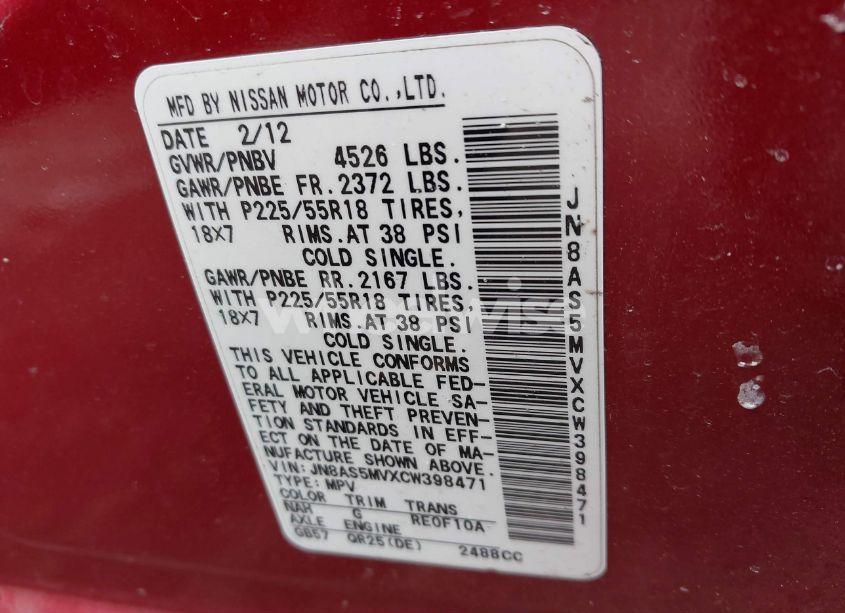 MFD BY NISSAN MOTOR CO.,LTD.
DATE 2/12
GVWR/PNBV 4526 LBS.
GAWR/PNBE FR. 2372 LBS.
WITH P225/55R18 TIRES,
18X7 RIMS. AT 38 PSI
COLD SINGLE.
GAWR/PNBE RR. 2167 LBS.
WITH P225/55R18 TIRES,
18X7 RIMS. AT 38 PSI
COLD SINGLE.
THIS VEHICLE CONFORMS
TO ALL APPLICABLE FED-
ERAL MOTOR VEHICLE SA-
FETY AND THEFT PREVEN-
TION STANDARDS IN EFF-
ECT ON THE DATE OF MA-
NUFACTURE SHOWN ABOVE.
VIN: JN8AS5MVXCW398471
TYPE: MPV
COLOR TRIM TRANS
NAH G RE0F10A
AXLE ENGINE
GB57 QR25(DE) 2488CC
JN8AS5MVXCW398471